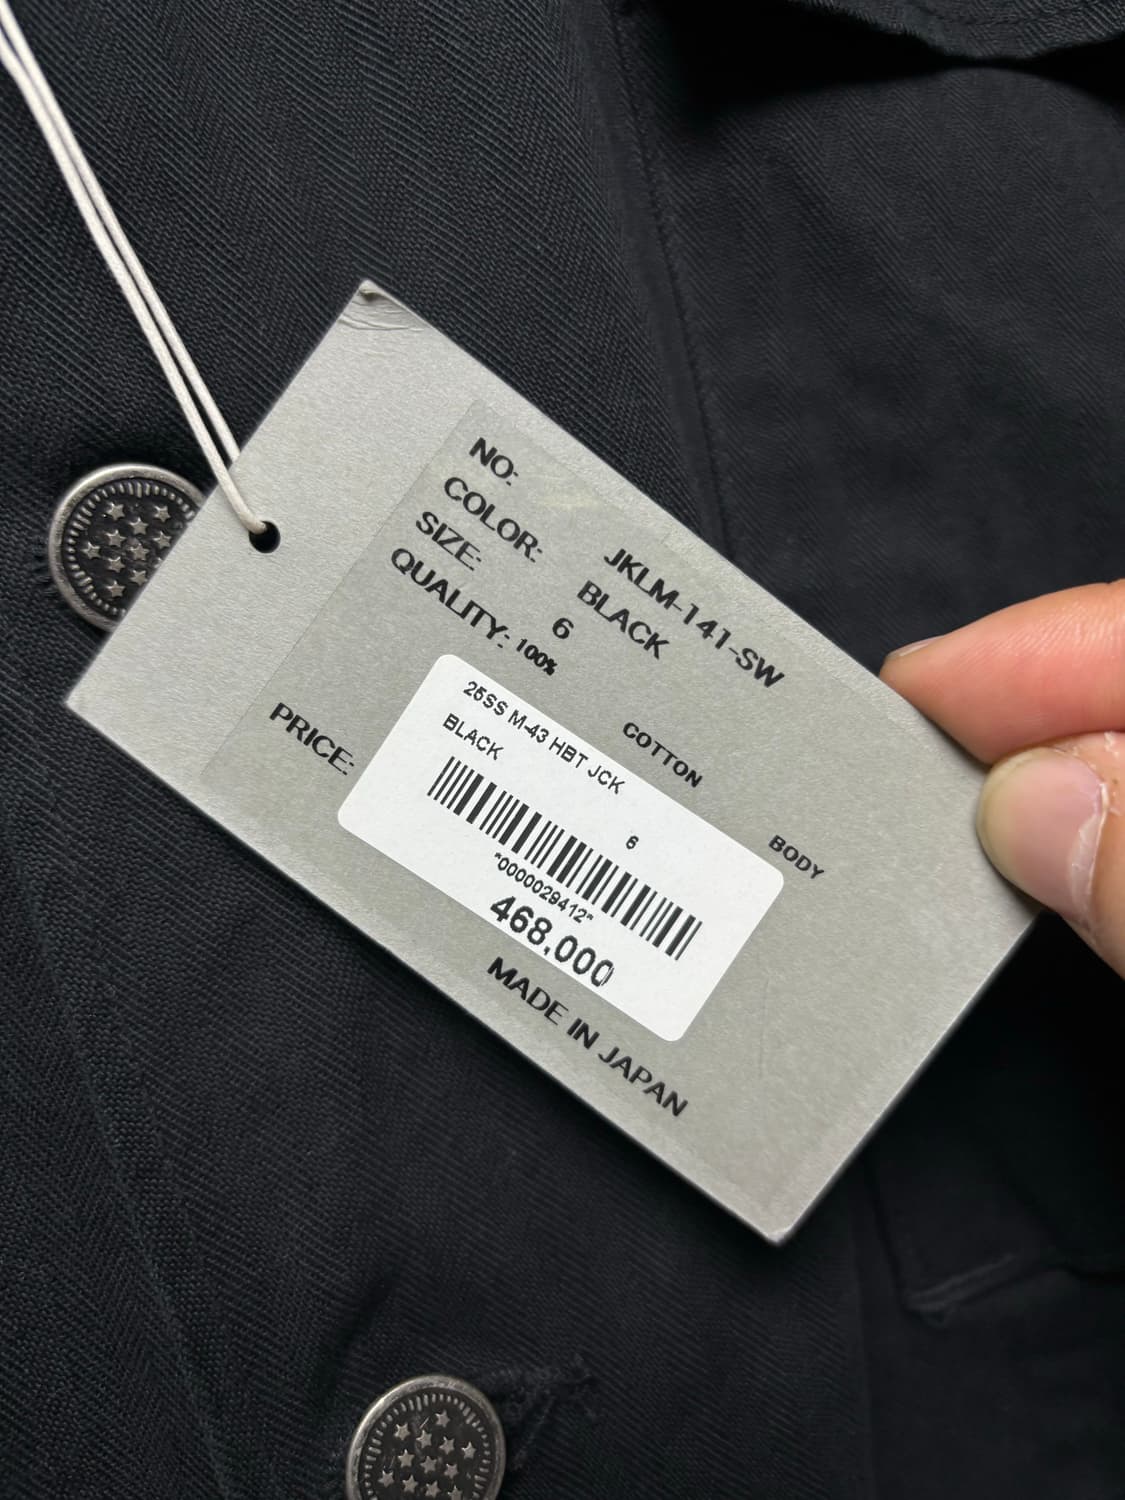 NO: JKLM-141-SW
COLOR: BLACK
SIZE: 6
QUALITY: 100% COTTON BODY
PRICE:
25SS M-43 HBT JCK
BLACK 6
"0000029412"
468,000
MADE IN JAPAN